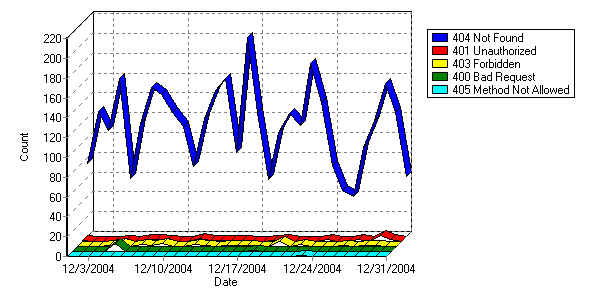 220
200
180
160
140
120
100
80
60
40
20
0
Count
12/3/2004
12/10/2004
12/17/2004
12/24/2004
12/31/2004
Date
404 Not Found
401 Unauthorized
403 Forbidden
400 Bad Request
405 Method Not Allowed